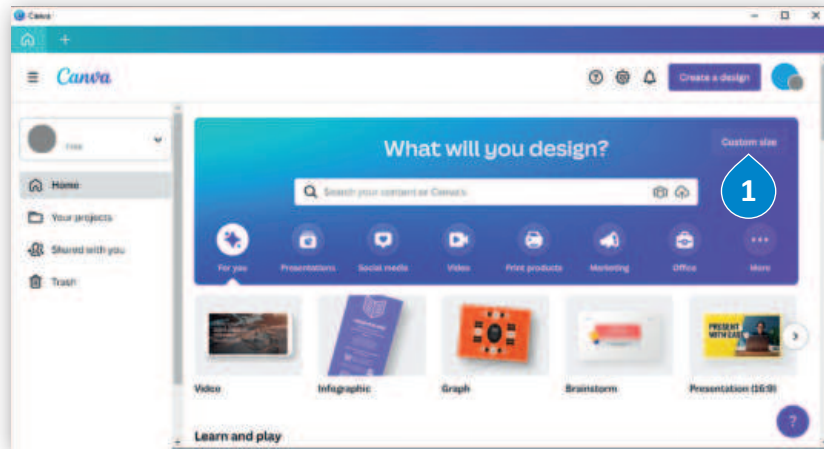 Canva
Canva
Create a design
Free
Home
Your projects
Shared with you
Trash
What will you design?
Custom size
1
Search your content or Canva's
For you
Presentations
Social media
Video
Print products
Marketing
Office
More
PRESENT
WITH EASE
Video
Infographic
Graph
Brainstorm
Presentation (16:9)
?
Learn and play